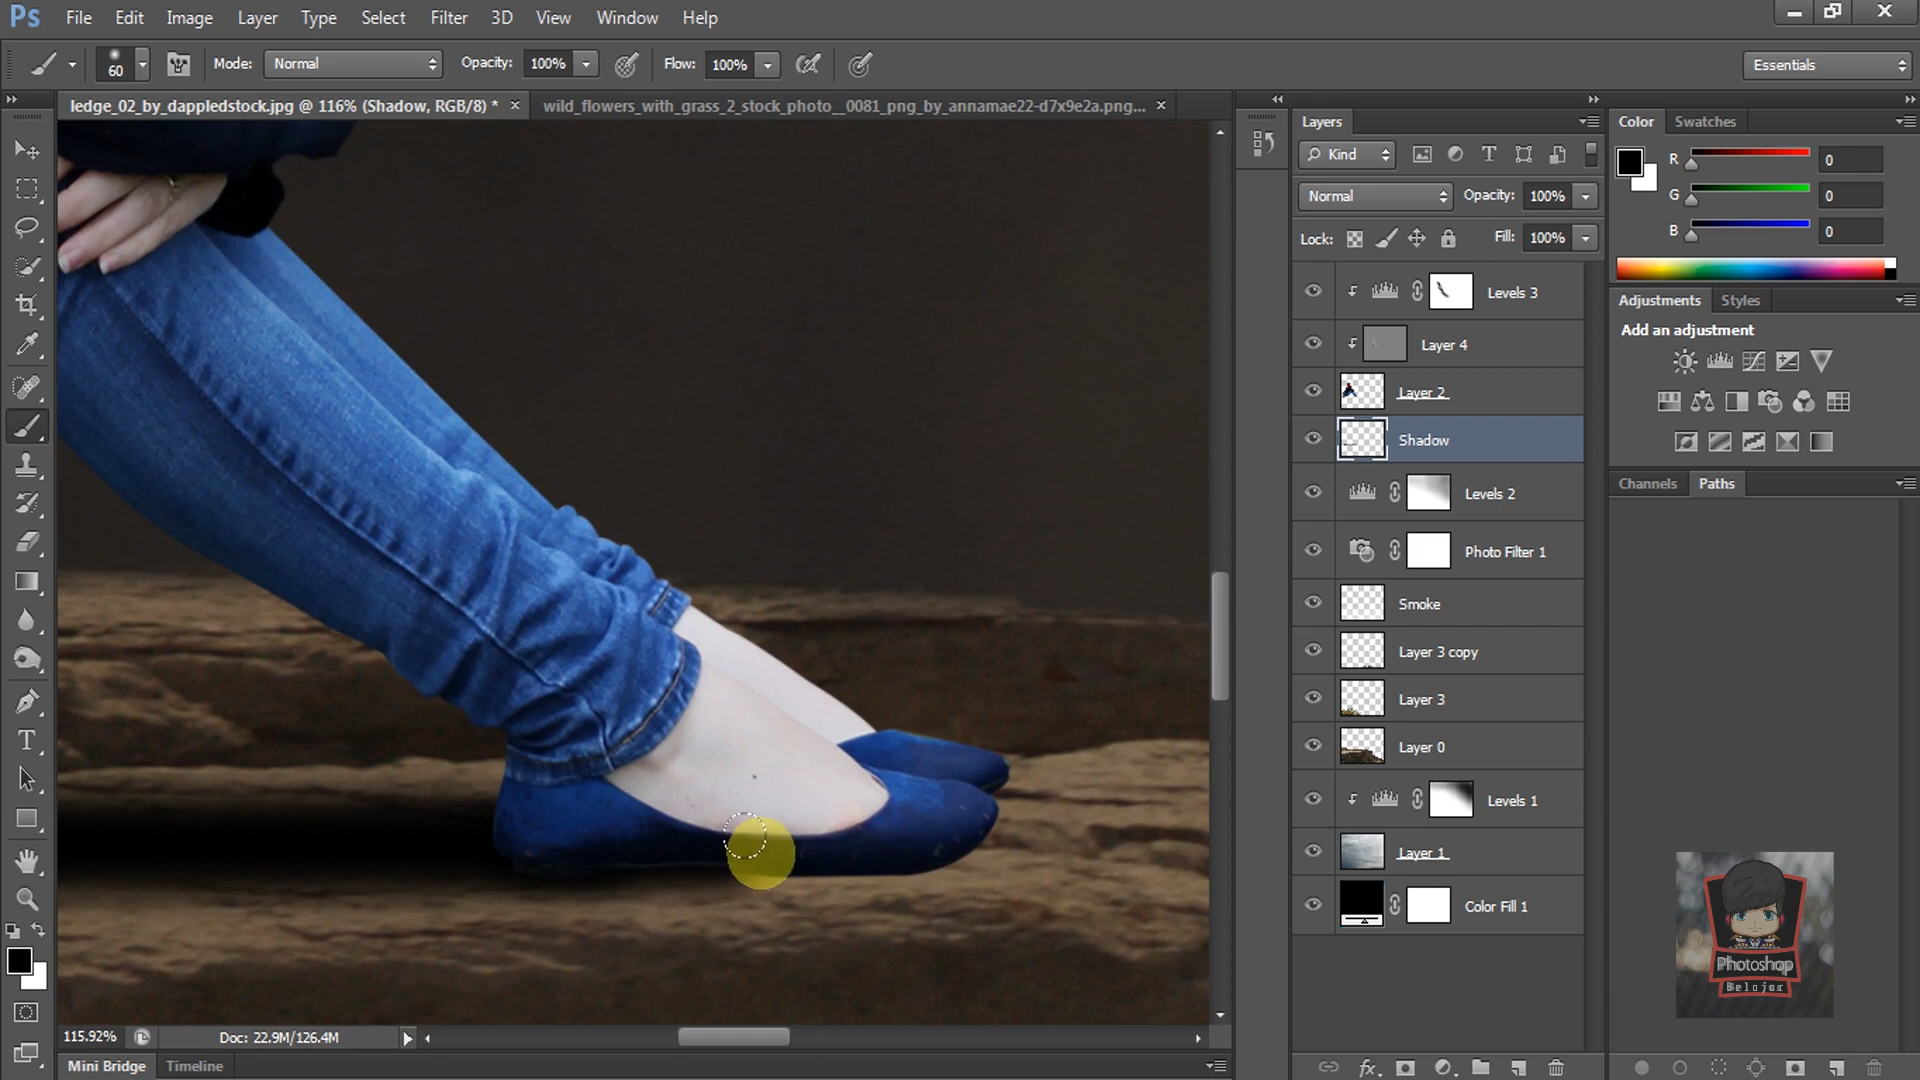 Ps File Edit Image Layer Type Select Filter 3D View Window Help
60 Mode: Normal Opacity: 100% Flow: 100% Essentials
ledge_02_by_dappledstock.jpg @ 116% (Shadow, RGB/8) * × wild_flowers_with_grass_2_stock_photo__0081_png_by_annamae22-d7x9e2a.png... ×
Layers
Kind
Normal Opacity: 100%
Lock: Fill: 100%
Levels 3
Layer 4
Layer 2
Shadow
Levels 2
Photo Filter 1
Smoke
Layer 3 copy
Layer 3
Layer 0
Levels 1
Layer 1
Color Fill 1
Color Swatches
R 0
G 0
B 0
Adjustments Styles
Add an adjustment
Channels Paths
Photoshop
Belajar
115.92% Doc: 22.9M/126.4M
Mini Bridge Timeline